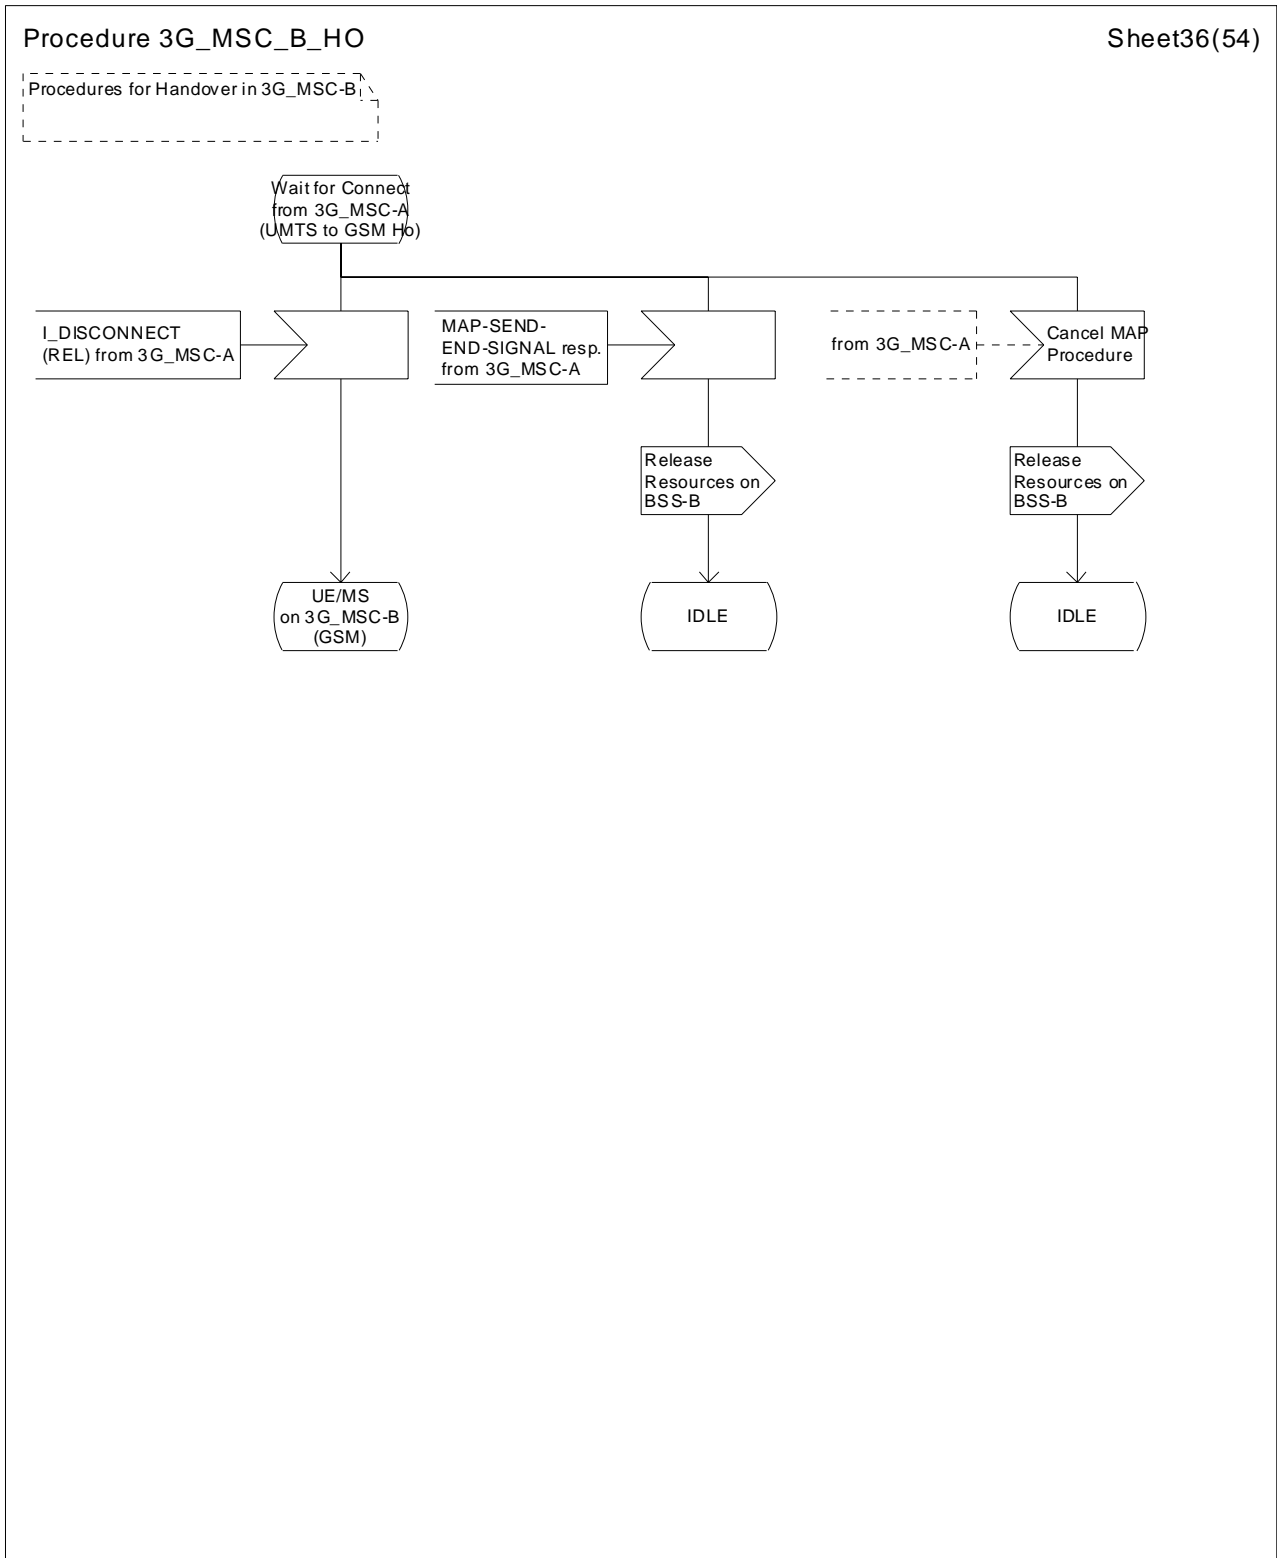 Procedure 3G_MSC_B_HO
Sheet36(54)
Procedures for Handover in 3G_MSC-B
Wait for Connect
from 3G_MSC-A
(UMTS to GSM Ho)
I_DISCONNECT
(REL) from 3G_MSC-A
MAP-SEND-
END-SIGNAL resp.
from 3G_MSC-A
from 3G_MSC-A
Cancel MAP
Procedure
Release
Resources on
BSS-B
Release
Resources on
BSS-B
UE/MS
on 3G_MSC-B
(GSM)
IDLE
IDLE